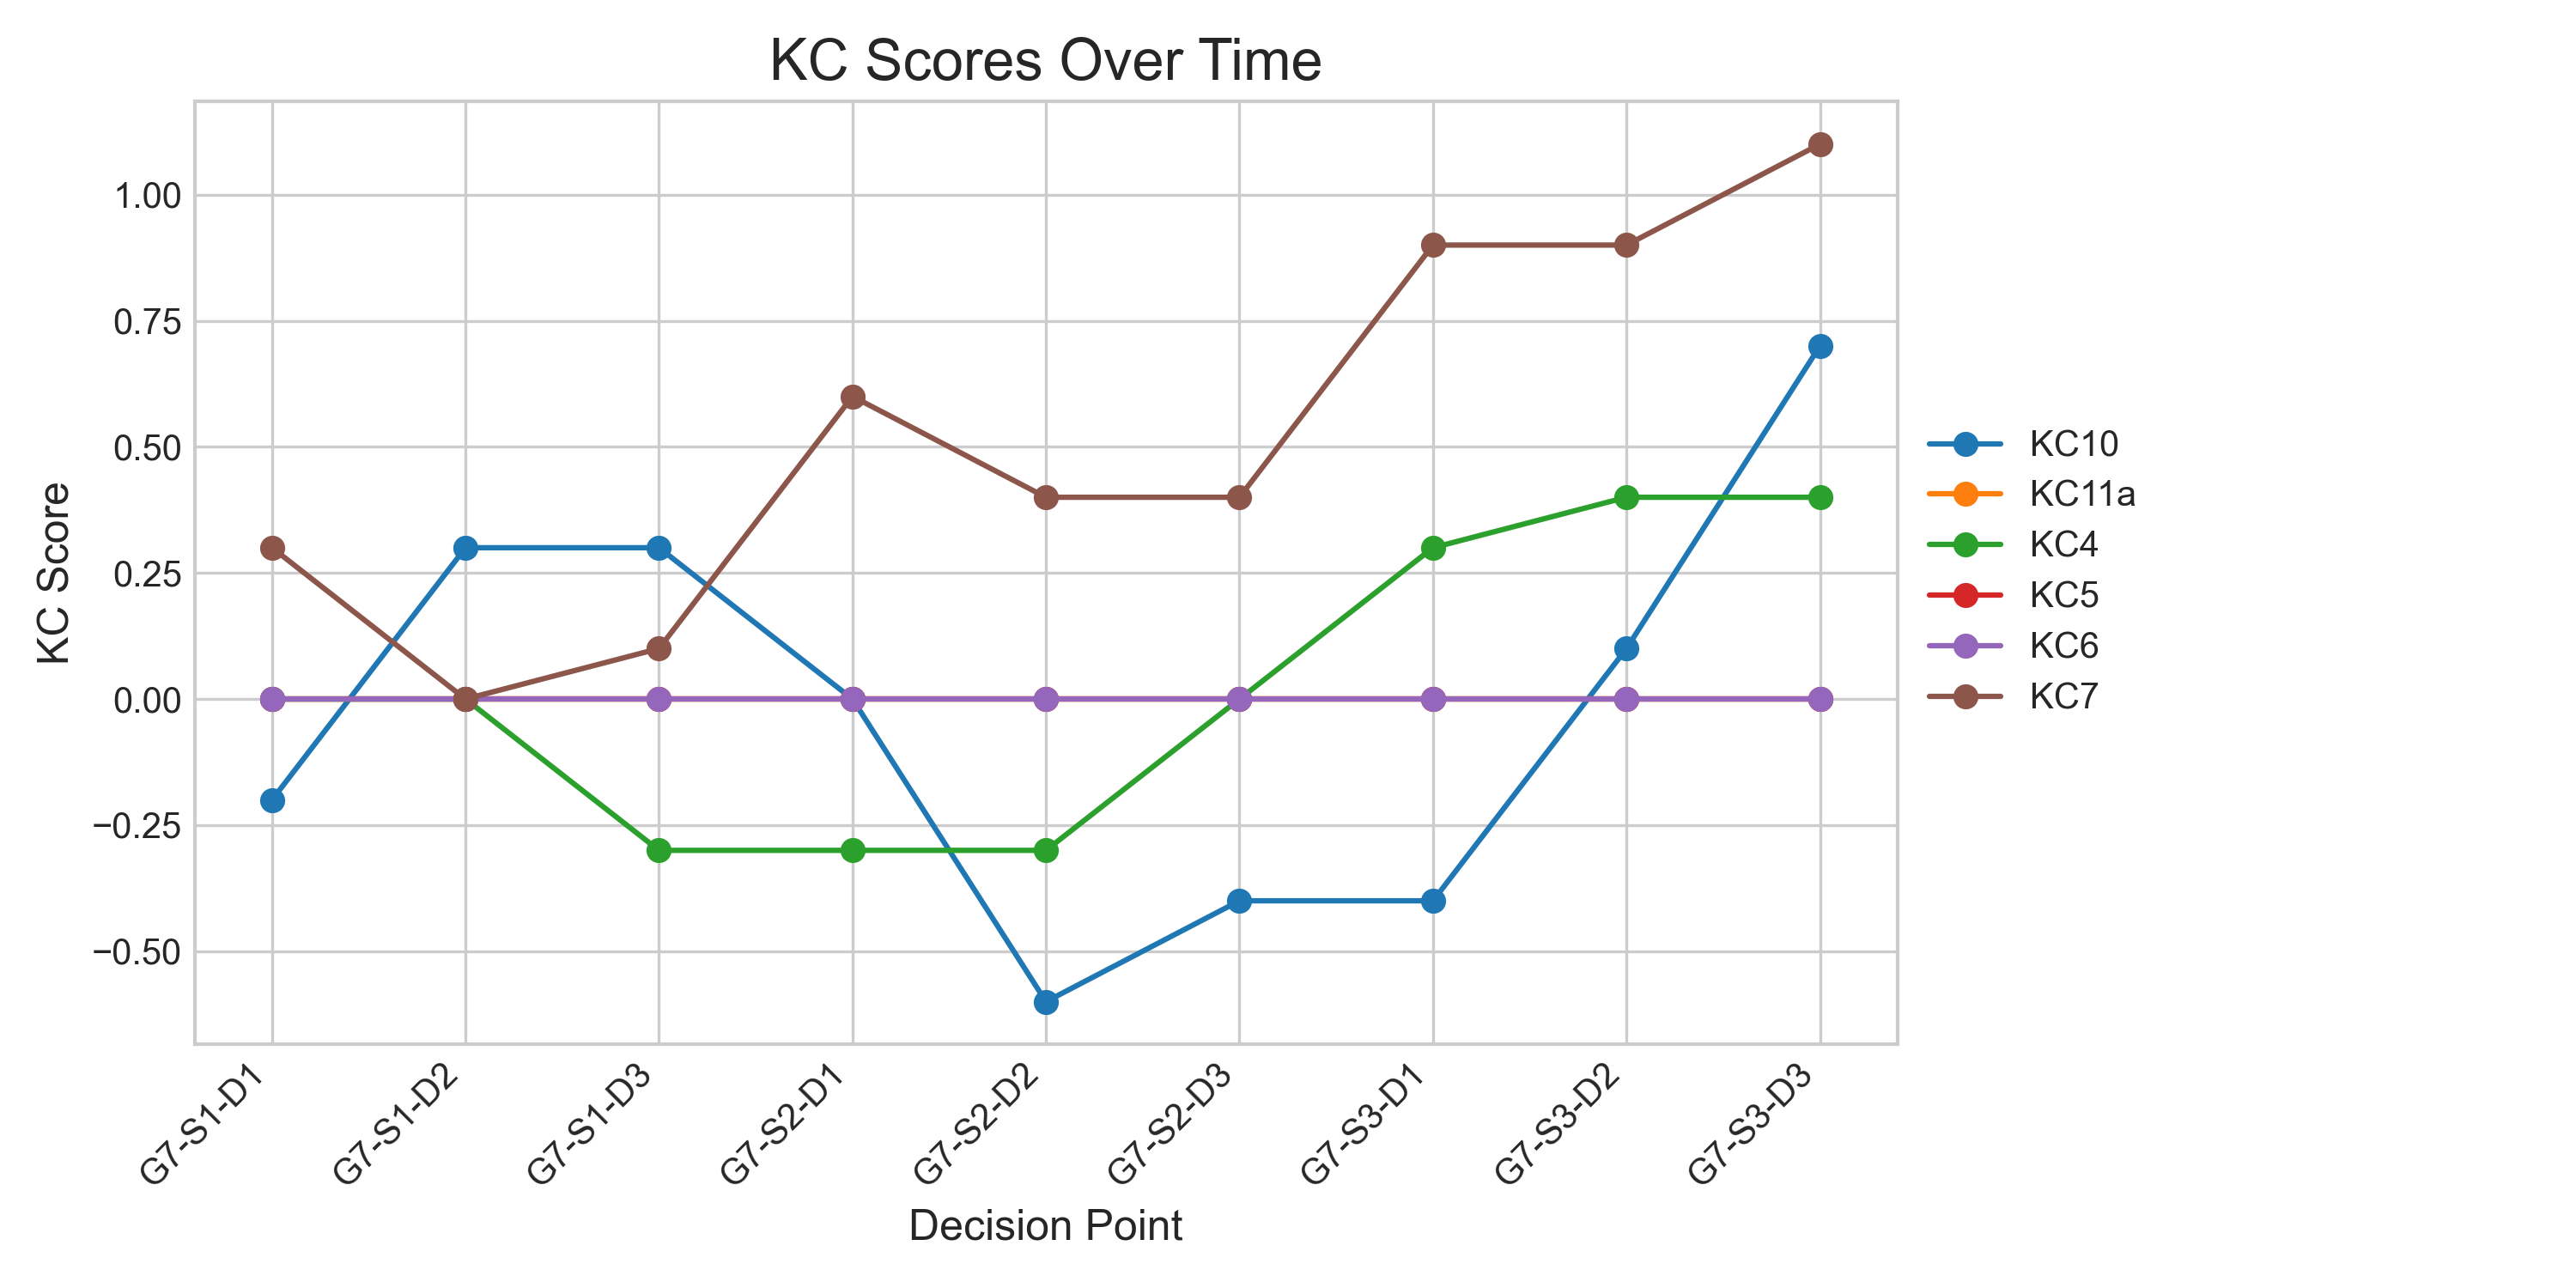 KC Scores Over Time
KC Score
1.00
0.75
0.50
0.25
0.00
−0.25
−0.50
G7-S1-D1
G7-S1-D2
G7-S1-D3
G7-S2-D1
G7-S2-D2
G7-S2-D3
G7-S3-D1
G7-S3-D2
G7-S3-D3
Decision Point
KC10
KC11a
KC4
KC5
KC6
KC7